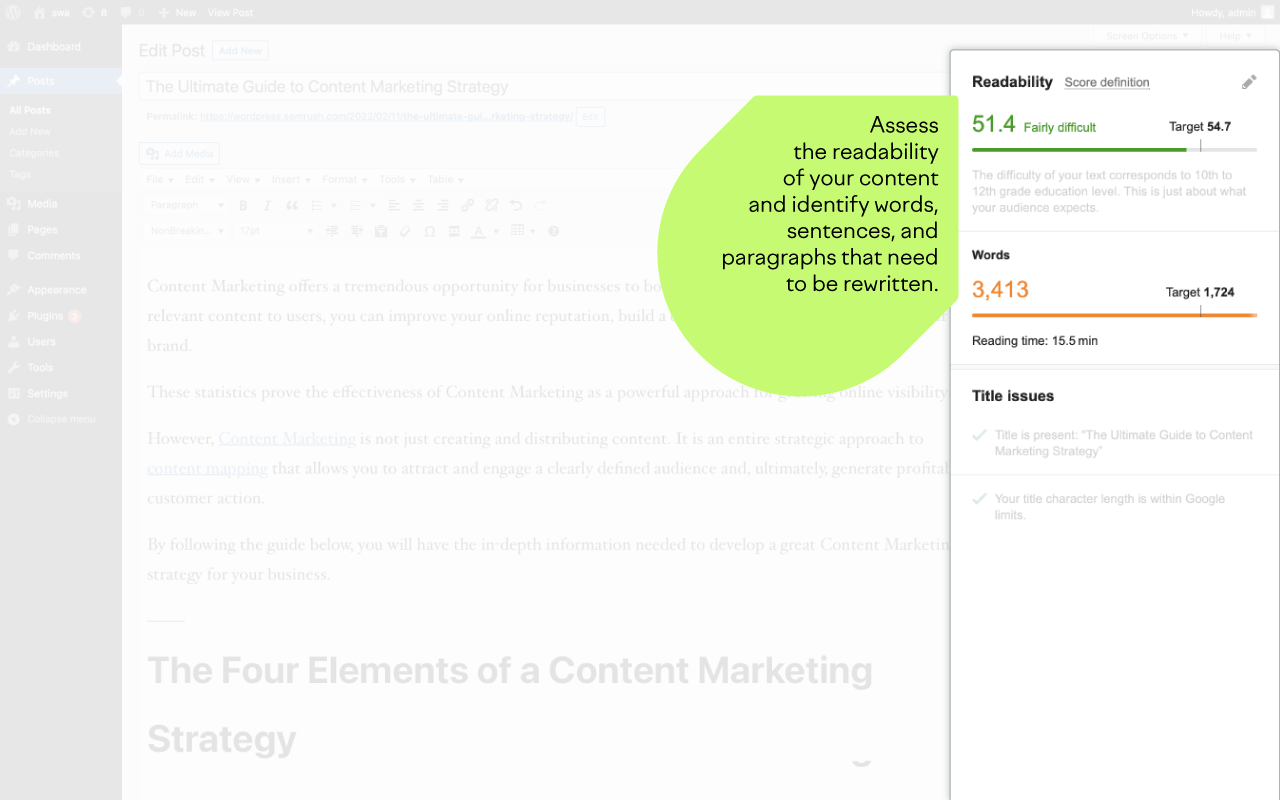 swa 8 0 New View Post Howdy, admin
Screen Options Help
Dashboard
Posts
All Posts
Add New
Categories
Tags
Media
Pages
Comments
Appearance
Plugins 3
Users
Tools
Settings
Collapse menu
Edit Post Add New
The Ultimate Guide to Content Marketing Strategy
Permalink: https://wordpress.semrush.com/2022/02/11/the-ultimate-gui...rketing-strategy/ Edit
Add Media
File Edit View Insert Format Tools Table
Paragraph
NonBreakin... 12pt
Content Marketing offers a tremendous opportunity for businesses to bo
relevant content to users, you can improve your online reputation, build a
brand.
These statistics prove the effectiveness of Content Marketing as a powerful approach for growing online visibility
However, Content Marketing is not just creating and distributing content. It is an entire strategic approach to
content mapping that allows you to attract and engage a clearly defined audience and, ultimately, generate profitab
customer action.
By following the guide below, you will have the in-depth information needed to develop a great Content Marketin
strategy for your business.
The Four Elements of a Content Marketing
Strategy
Assess
the readability
of your content
and identify words,
sentences, and
paragraphs that need
to be rewritten.
Readability Score definition
51.4 Fairly difficult Target 54.7
The difficulty of your text corresponds to 10th to
12th grade education level. This is just about what
your audience expects.
Words
3,413 Target 1,724
Reading time: 15.5 min
Title issues
Title is present: "The Ultimate Guide to Content
Marketing Strategy"
Your title character length is within Google
limits.